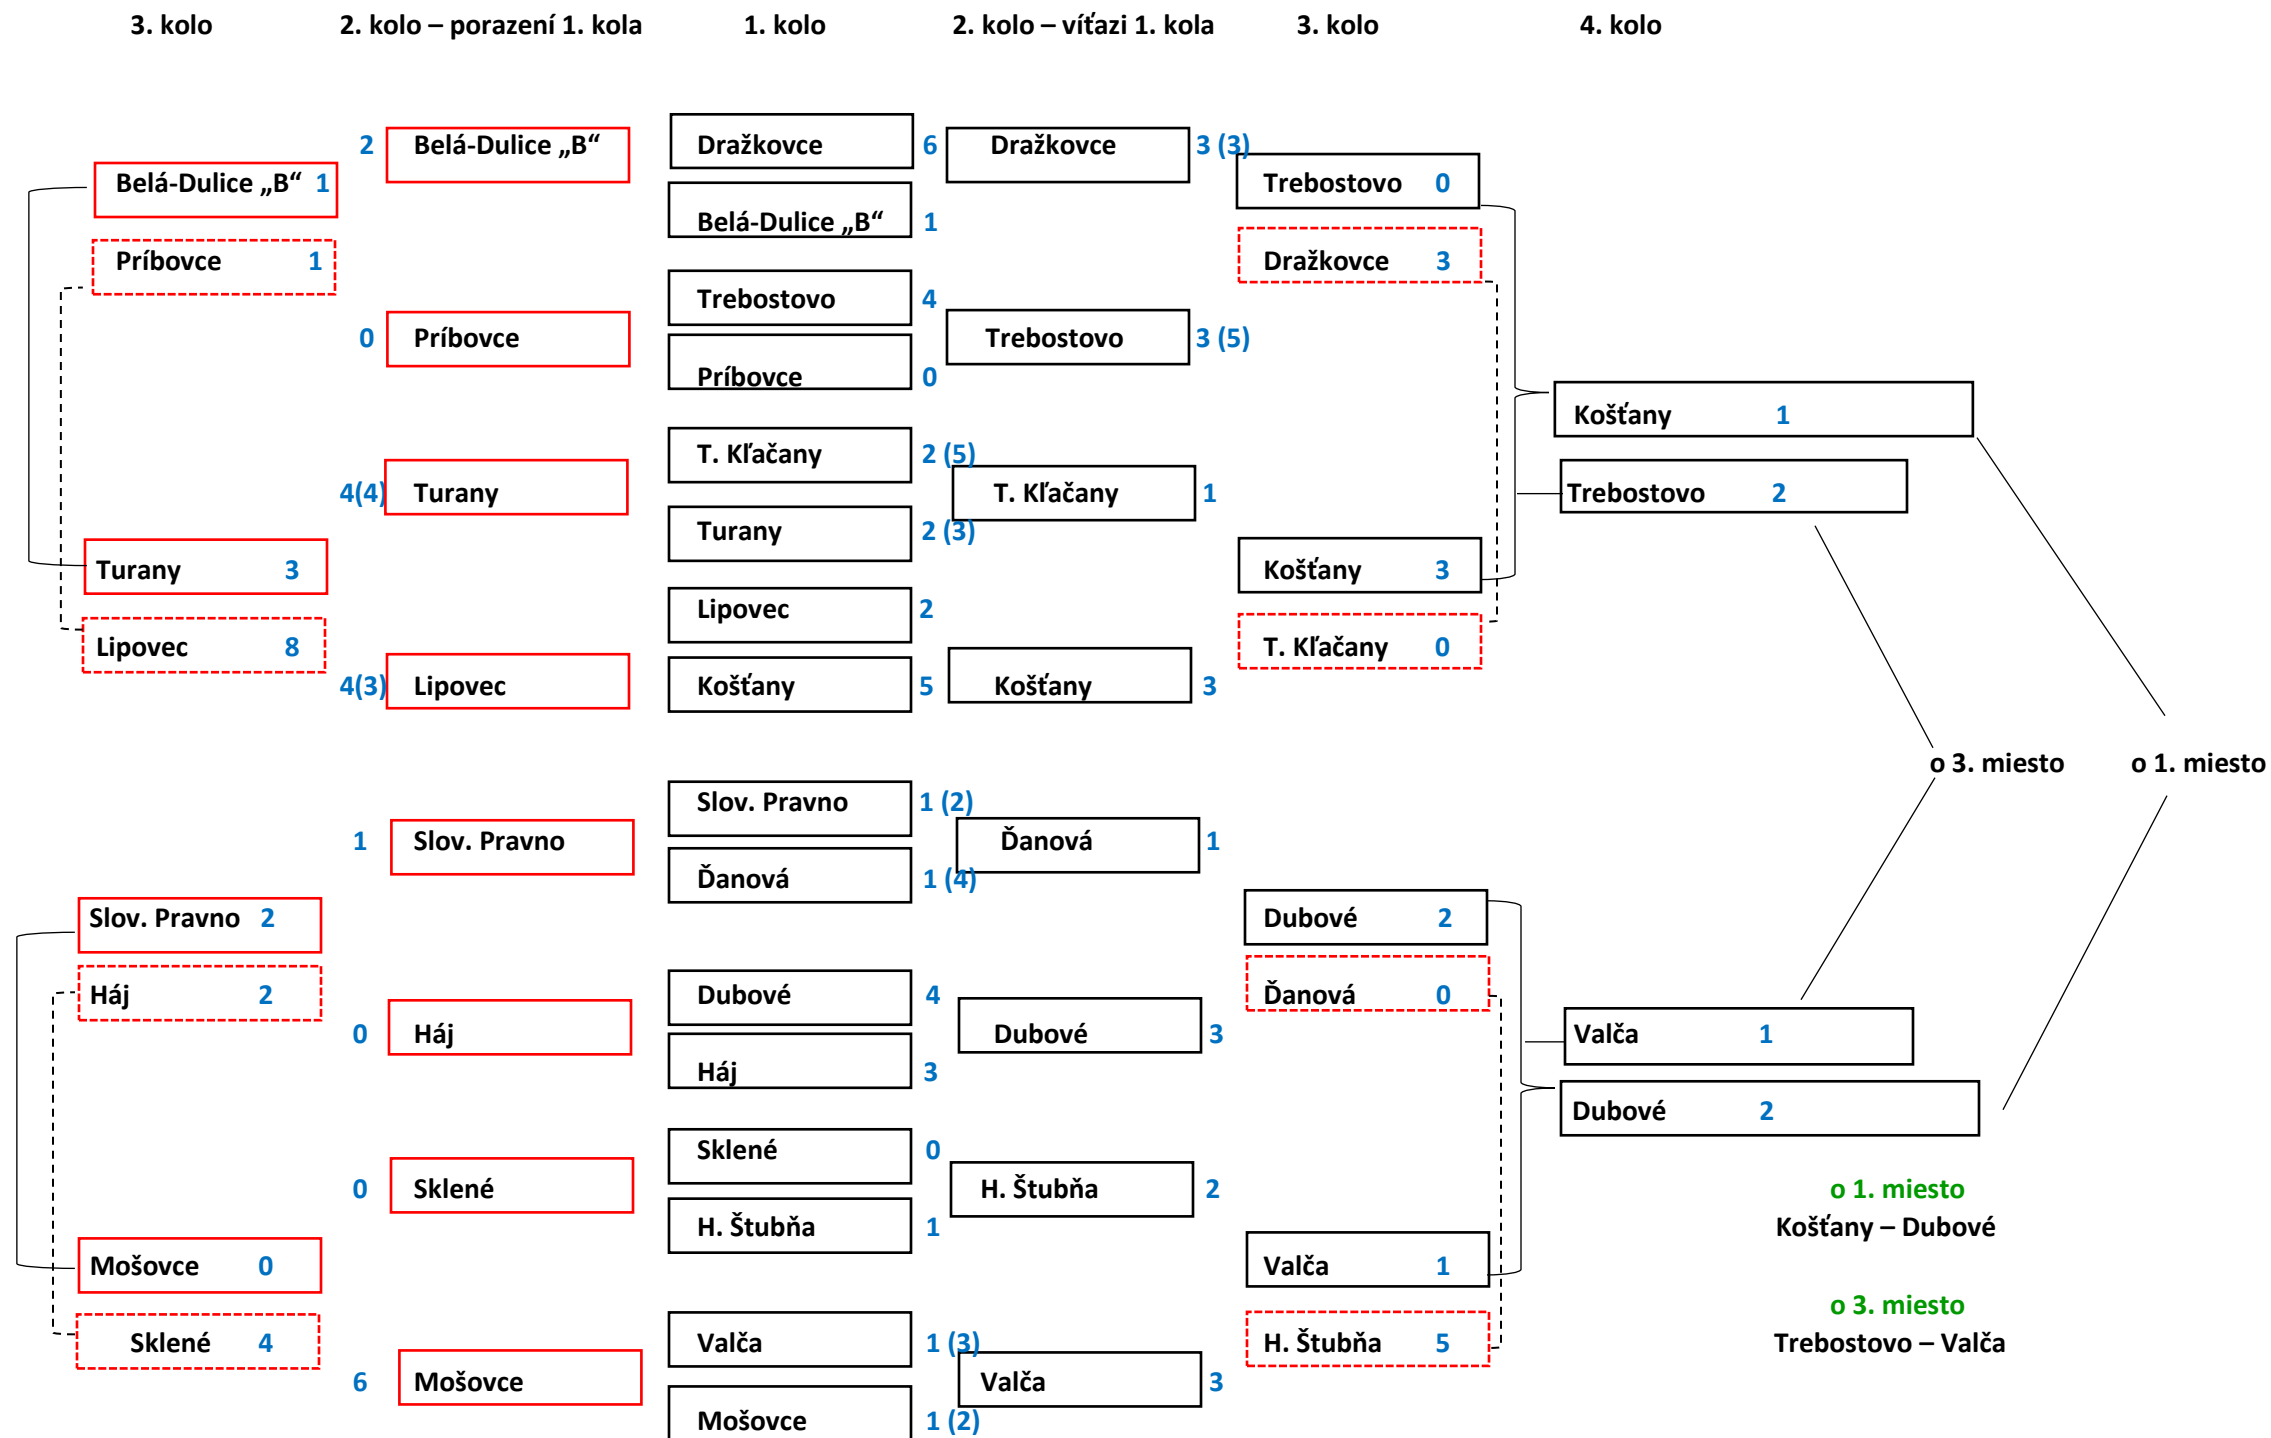 3. kolo 2. kolo – porazení 1. kola 1. kolo 2. kolo – víťazi 1. kola 3. kolo 4. kolo
2 Belá-Dulice „B“ Dražkovce 6 Dražkovce 3 (3)
Belá-Dulice „B“ 1 Trebostovo 0
Belá-Dulice „B“ 1
Príbovce 1 Dražkovce 3
Trebostovo 4
0 Príbovce Trebostovo 3 (5)
Príbovce 0
Košťany 1
T. Kľačany 2 (5)
4(4) Turany T. Kľačany 1 Trebostovo 2
Turany 2 (3)
Turany 3 Košťany 3
Lipovec 2
Lipovec 8 T. Kľačany 0
4(3) Lipovec Košťany 5 Košťany 3
o 3. miesto o 1. miesto
Slov. Pravno 1 (2)
1 Slov. Pravno Ďanová 1
Ďanová 1 (4)
Slov. Pravno 2 Dubové 2
Háj 2 Dubové 4 Ďanová 0
0 Háj Dubové 3 Valča 1
Háj 3
Dubové 2
Sklené 0
0 Sklené H. Štubňa 2 o 1. miesto
H. Štubňa 1 Košťany – Dubové
Mošovce 0 Valča 1
o 3. miesto
Sklené 4 Valča 1 (3) H. Štubňa 5 Trebostovo – Valča
6 Mošovce Valča 3
Mošovce 1 (2)